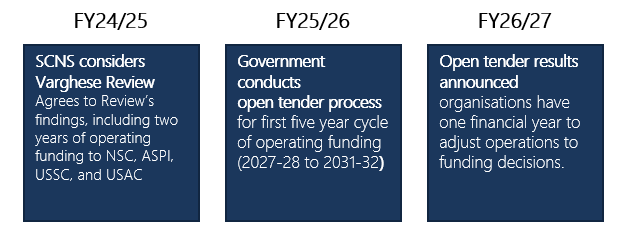 FY24/25
SCNS considers
Varghese Review
Agrees to Review's
findings, including two
years of operating
funding to NSC, ASPI,
USSC, and USAC
FY25/26
Government
conducts
open tender process
for first five year cycle
of operating funding
(2027-28 to 2031-32)
FY26/27
Open tender results
announced
organisations have
one financial year to
adjust operations to
funding decisions.